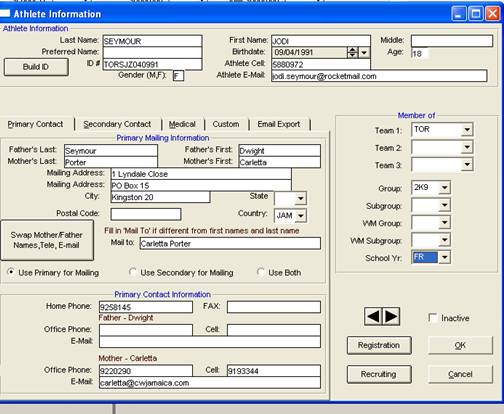 Athlete Information
Athlete Information
Last Name: SEYMOUR First Name: JODI Middle:
Preferred Name: Birthdate: 09/04/1991 Age: 18
Build ID ID # TORSJZ040991 Athlete Cell: 5880972
Gender (M,F): F Athlete E-Mail: jodi.seymour@rocketmail.com
Primary Contact Secondary Contact Medical Custom Email Export
Primary Mailing Information
Father's Last: Seymour Father's First: Dwight
Mother's Last: Porter Mother's First: Carletta
Mailing Address: 1 Lyndale Close
Mailing Address: PO Box 15
City: Kingston 20 State
Postal Code: Country: JAM
Swap Mother/Father Names,Tele, E-mail
Fill in 'Mail To' if different from first names and last name
Mail to: Carletta Porter
Use Primary for Mailing Use Secondary for Mailing Use Both
Primary Contact Information
Home Phone: 9258145 FAX:
Father - Dwight
Office Phone: Cell:
E-Mail:
Mother - Carletta
Office Phone: 9220290 Cell: 9193344
E-Mail: carletta@cwjamaica.com
Member of
Team 1: TOR
Team 2:
Team 3:
Group: 2K9
Subgroup:
WM Group:
WM Subgroup:
School Yr: FR
Inactive
Registration OK
Recruiting Cancel